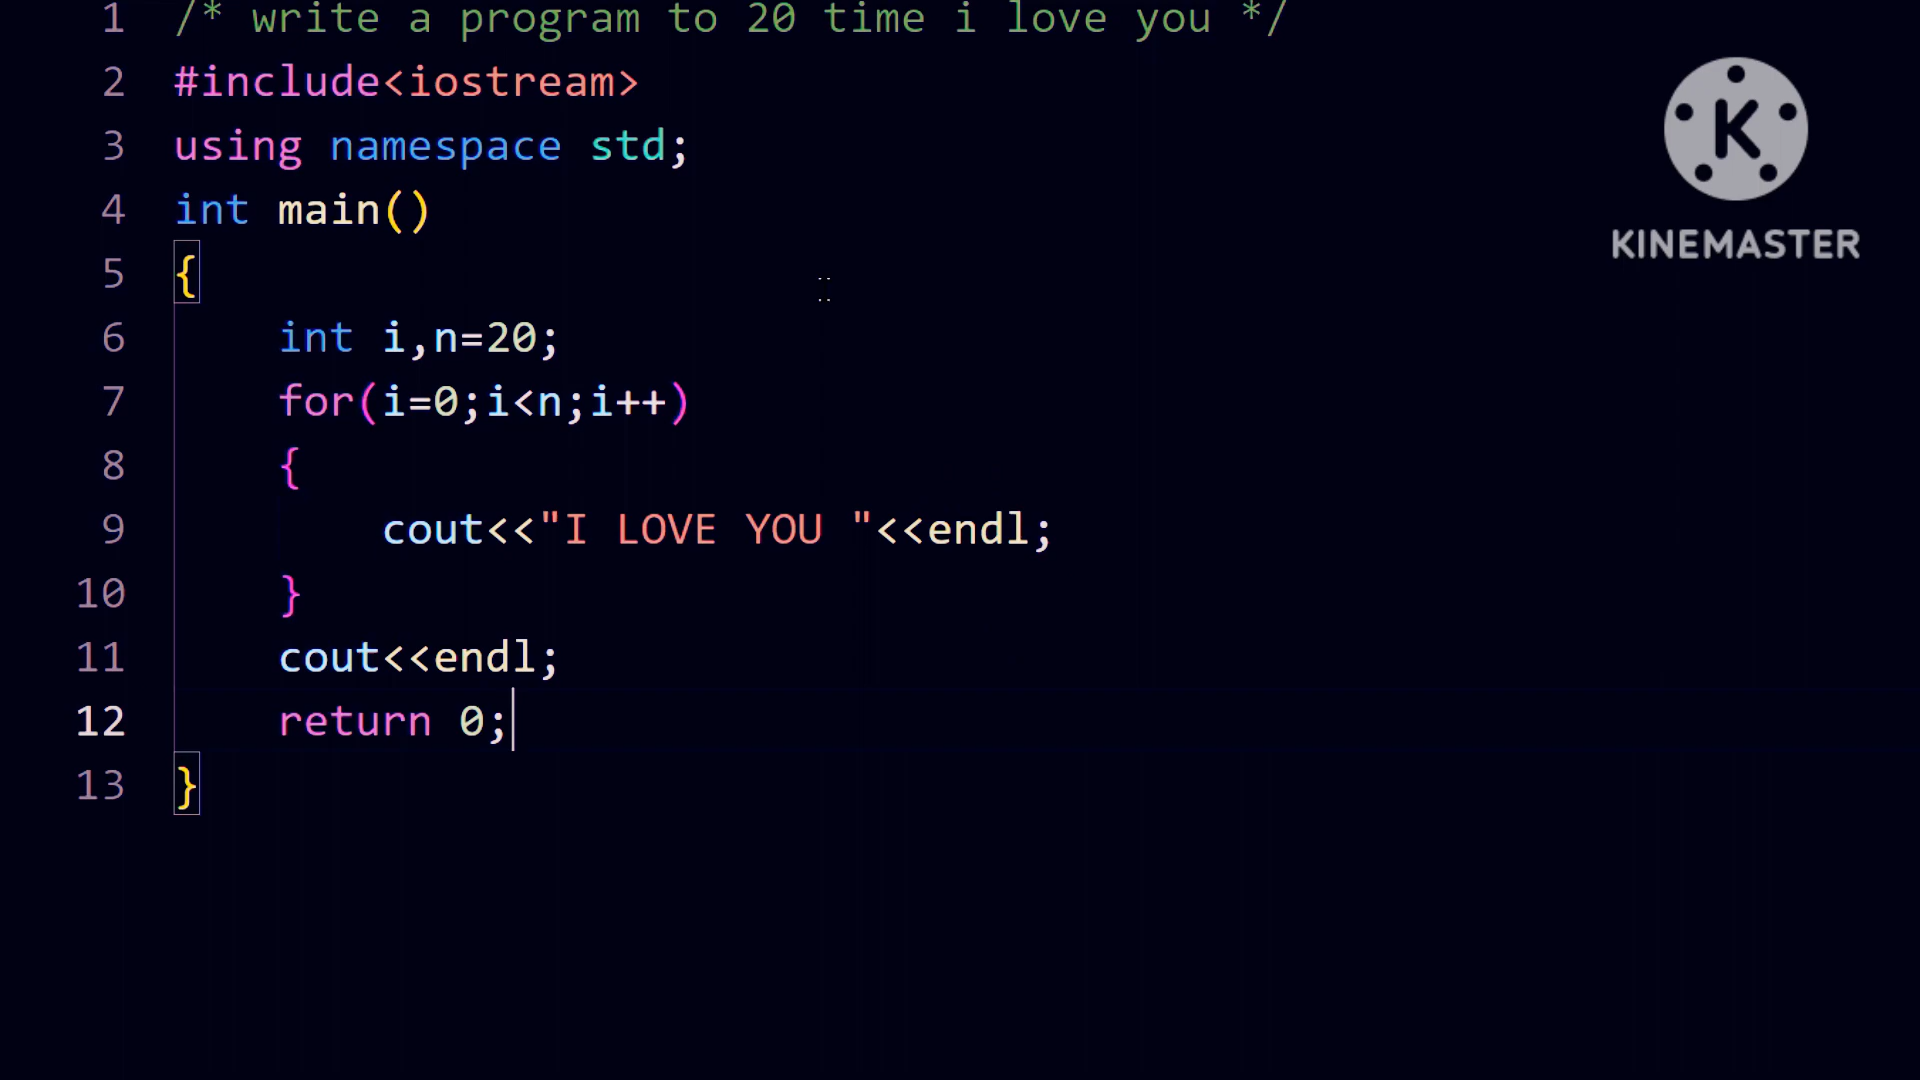 1 /* write a program to 20 time i love you */
2 #include<iostream>
3 using namespace std;
4 int main()
5 {
6 int i,n=20;
7 for(i=0;i<n;i++)
8 {
9 cout<<"I LOVE YOU "<<endl;
10 }
11 cout<<endl;
12 return 0;
13 }
K
KINEMASTER